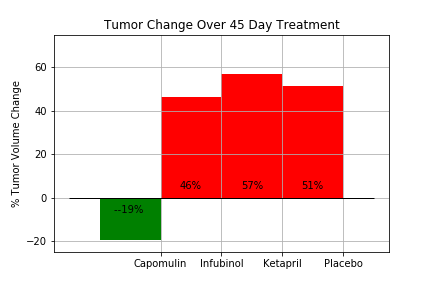 Tumor Change Over 45 Day Treatment
% Tumor Volume Change
60
40
20
0
−20
--19%
46%
57%
51%
Capomulin
Infubinol
Ketapril
Placebo